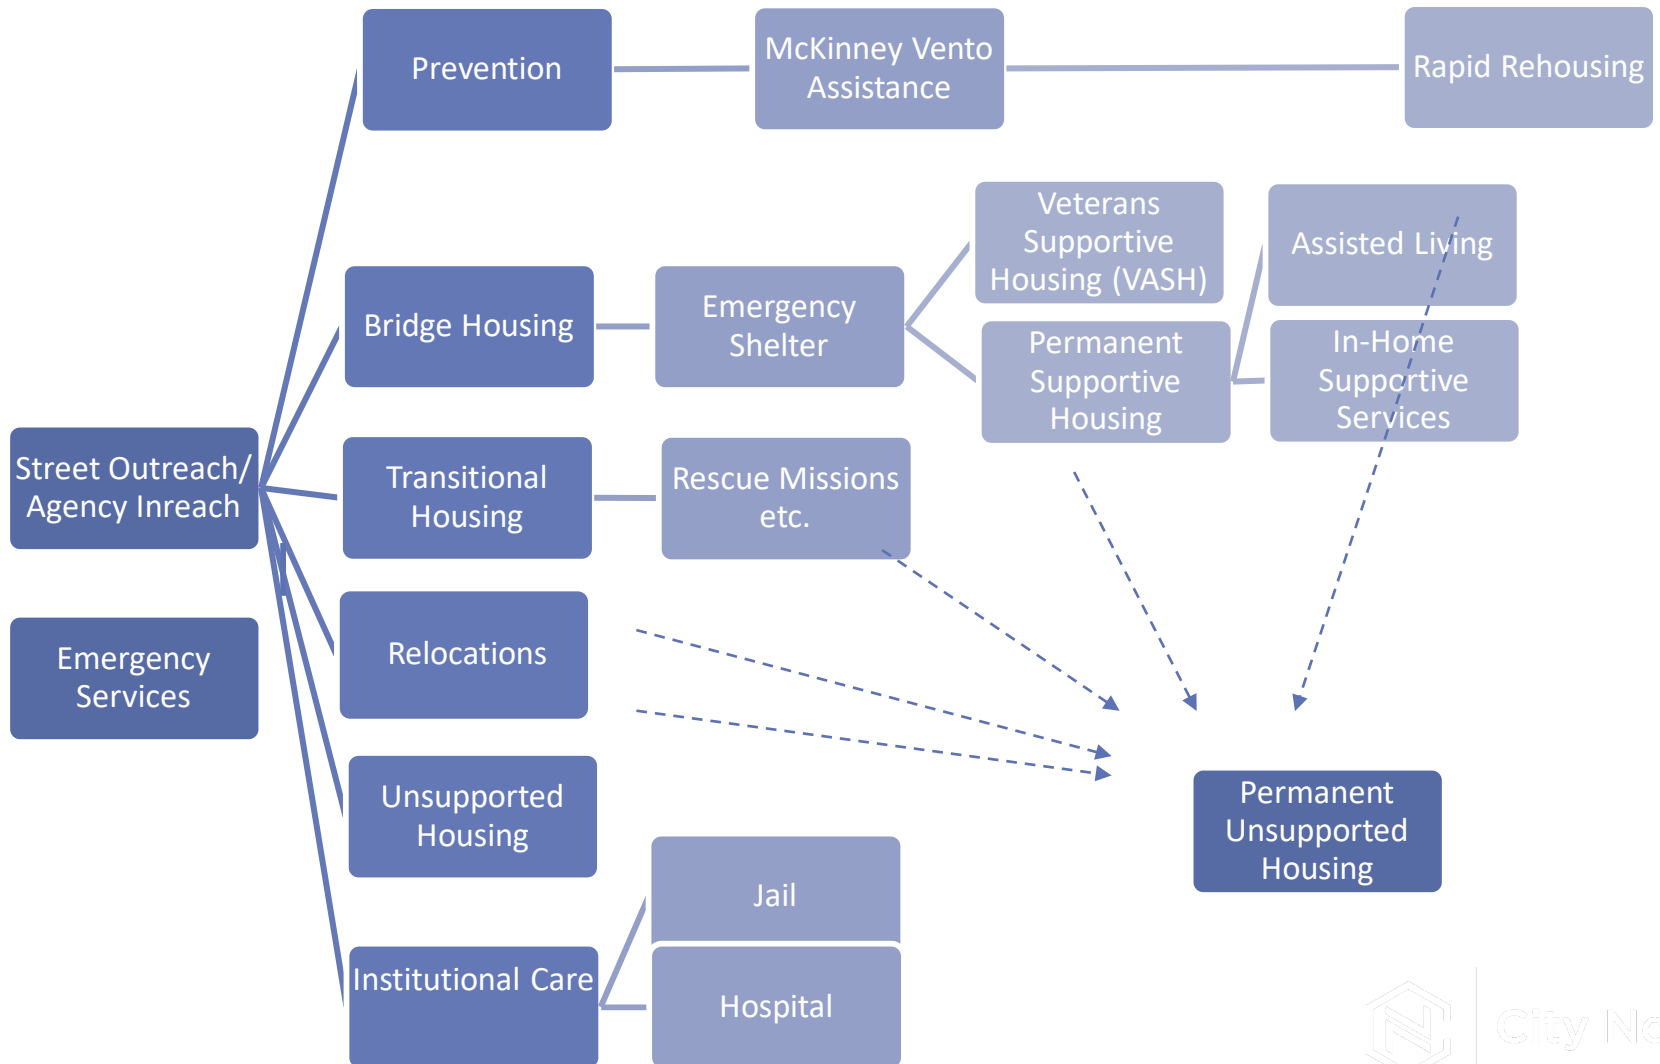 Prevention
McKinney Vento
Assistance
Rapid Rehousing
Veterans
Supportive
Housing (VASH)
Assisted Living
Bridge Housing
Emergency
Shelter
Permanent
Supportive
Housing
In-Home
Supportive
Services
Street Outreach/
Agency Inreach
Transitional
Housing
Rescue Missions
etc.
Emergency
Services
Relocations
Unsupported
Housing
Permanent
Unsupported
Housing
Jail
Institutional Care
Hospital
City